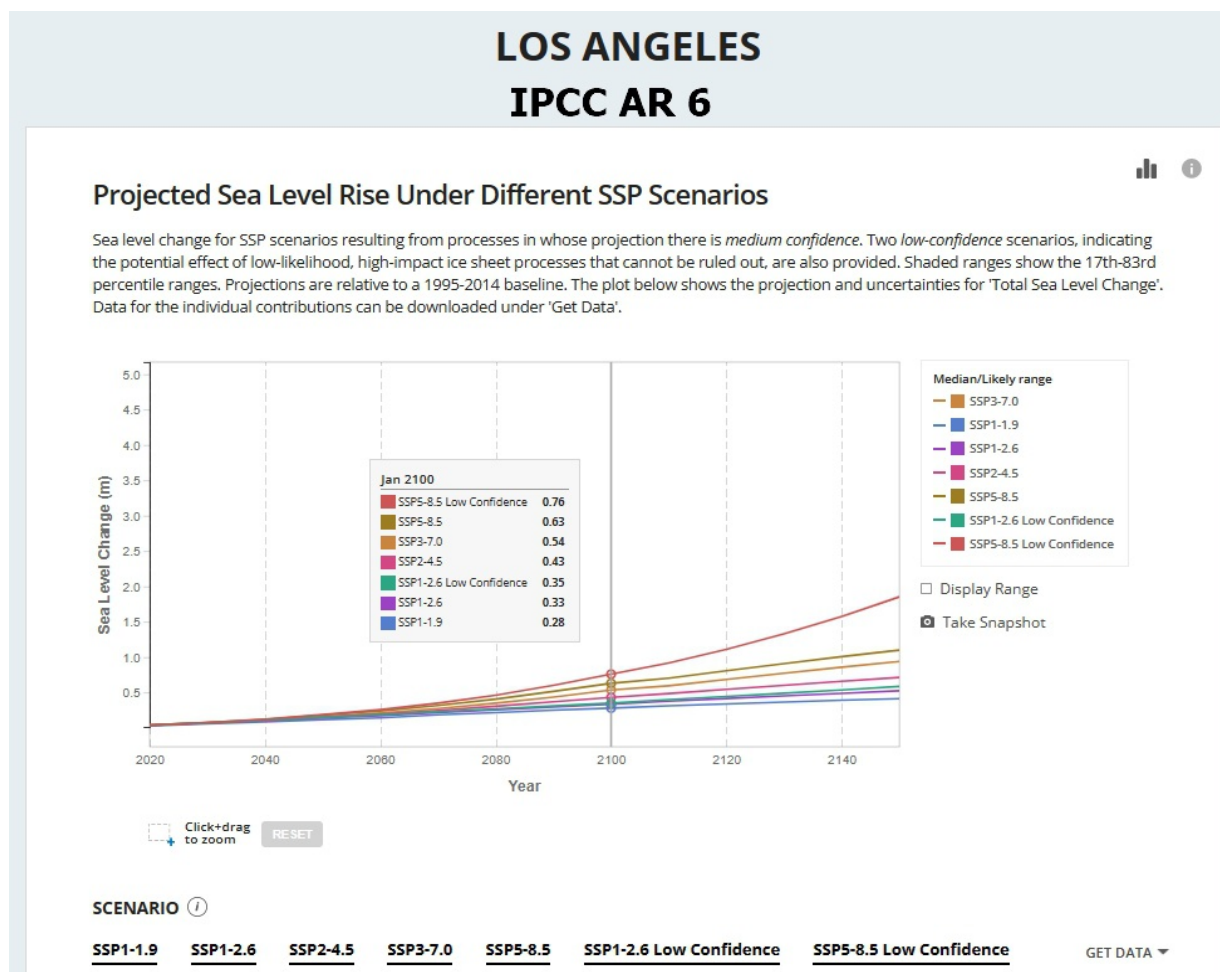 LOS ANGELES
IPCC AR 6
Projected Sea Level Rise Under Different SSP Scenarios
Sea level change for SSP scenarios resulting from processes in whose projection there is medium confidence. Two low-confidence scenarios, indicating
the potential effect of low-likelihood, high-impact ice sheet processes that cannot be ruled out, are also provided. Shaded ranges show the 17th-83rd
percentile ranges. Projections are relative to a 1995-2014 baseline. The plot below shows the projection and uncertainties for 'Total Sea Level Change'.
Data for the individual contributions can be downloaded under 'Get Data'.
Sea Level Change (m)
5.0
4.5
4.0
3.5
3.0
2.5
2.0
1.5
1.0
0.5
Jan 2100
SSP5-8.5 Low Confidence 0.76
SSP5-8.5 0.63
SSP3-7.0 0.54
SSP2-4.5 0.43
SSP1-2.6 Low Confidence 0.35
SSP1-2.6 0.33
SSP1-1.9 0.28
2020 2040 2060 2080 2100 2120 2140
Year
Median/Likely range
SSP3-7.0
SSP1-1.9
SSP1-2.6
SSP2-4.5
SSP5-8.5
SSP1-2.6 Low Confidence
SSP5-8.5 Low Confidence
Display Range
Take Snapshot
Click+drag
to zoom
RESET
SCENARIO i
SSP1-1.9 SSP1-2.6 SSP2-4.5 SSP3-7.0 SSP5-8.5 SSP1-2.6 Low Confidence SSP5-8.5 Low Confidence GET DATA